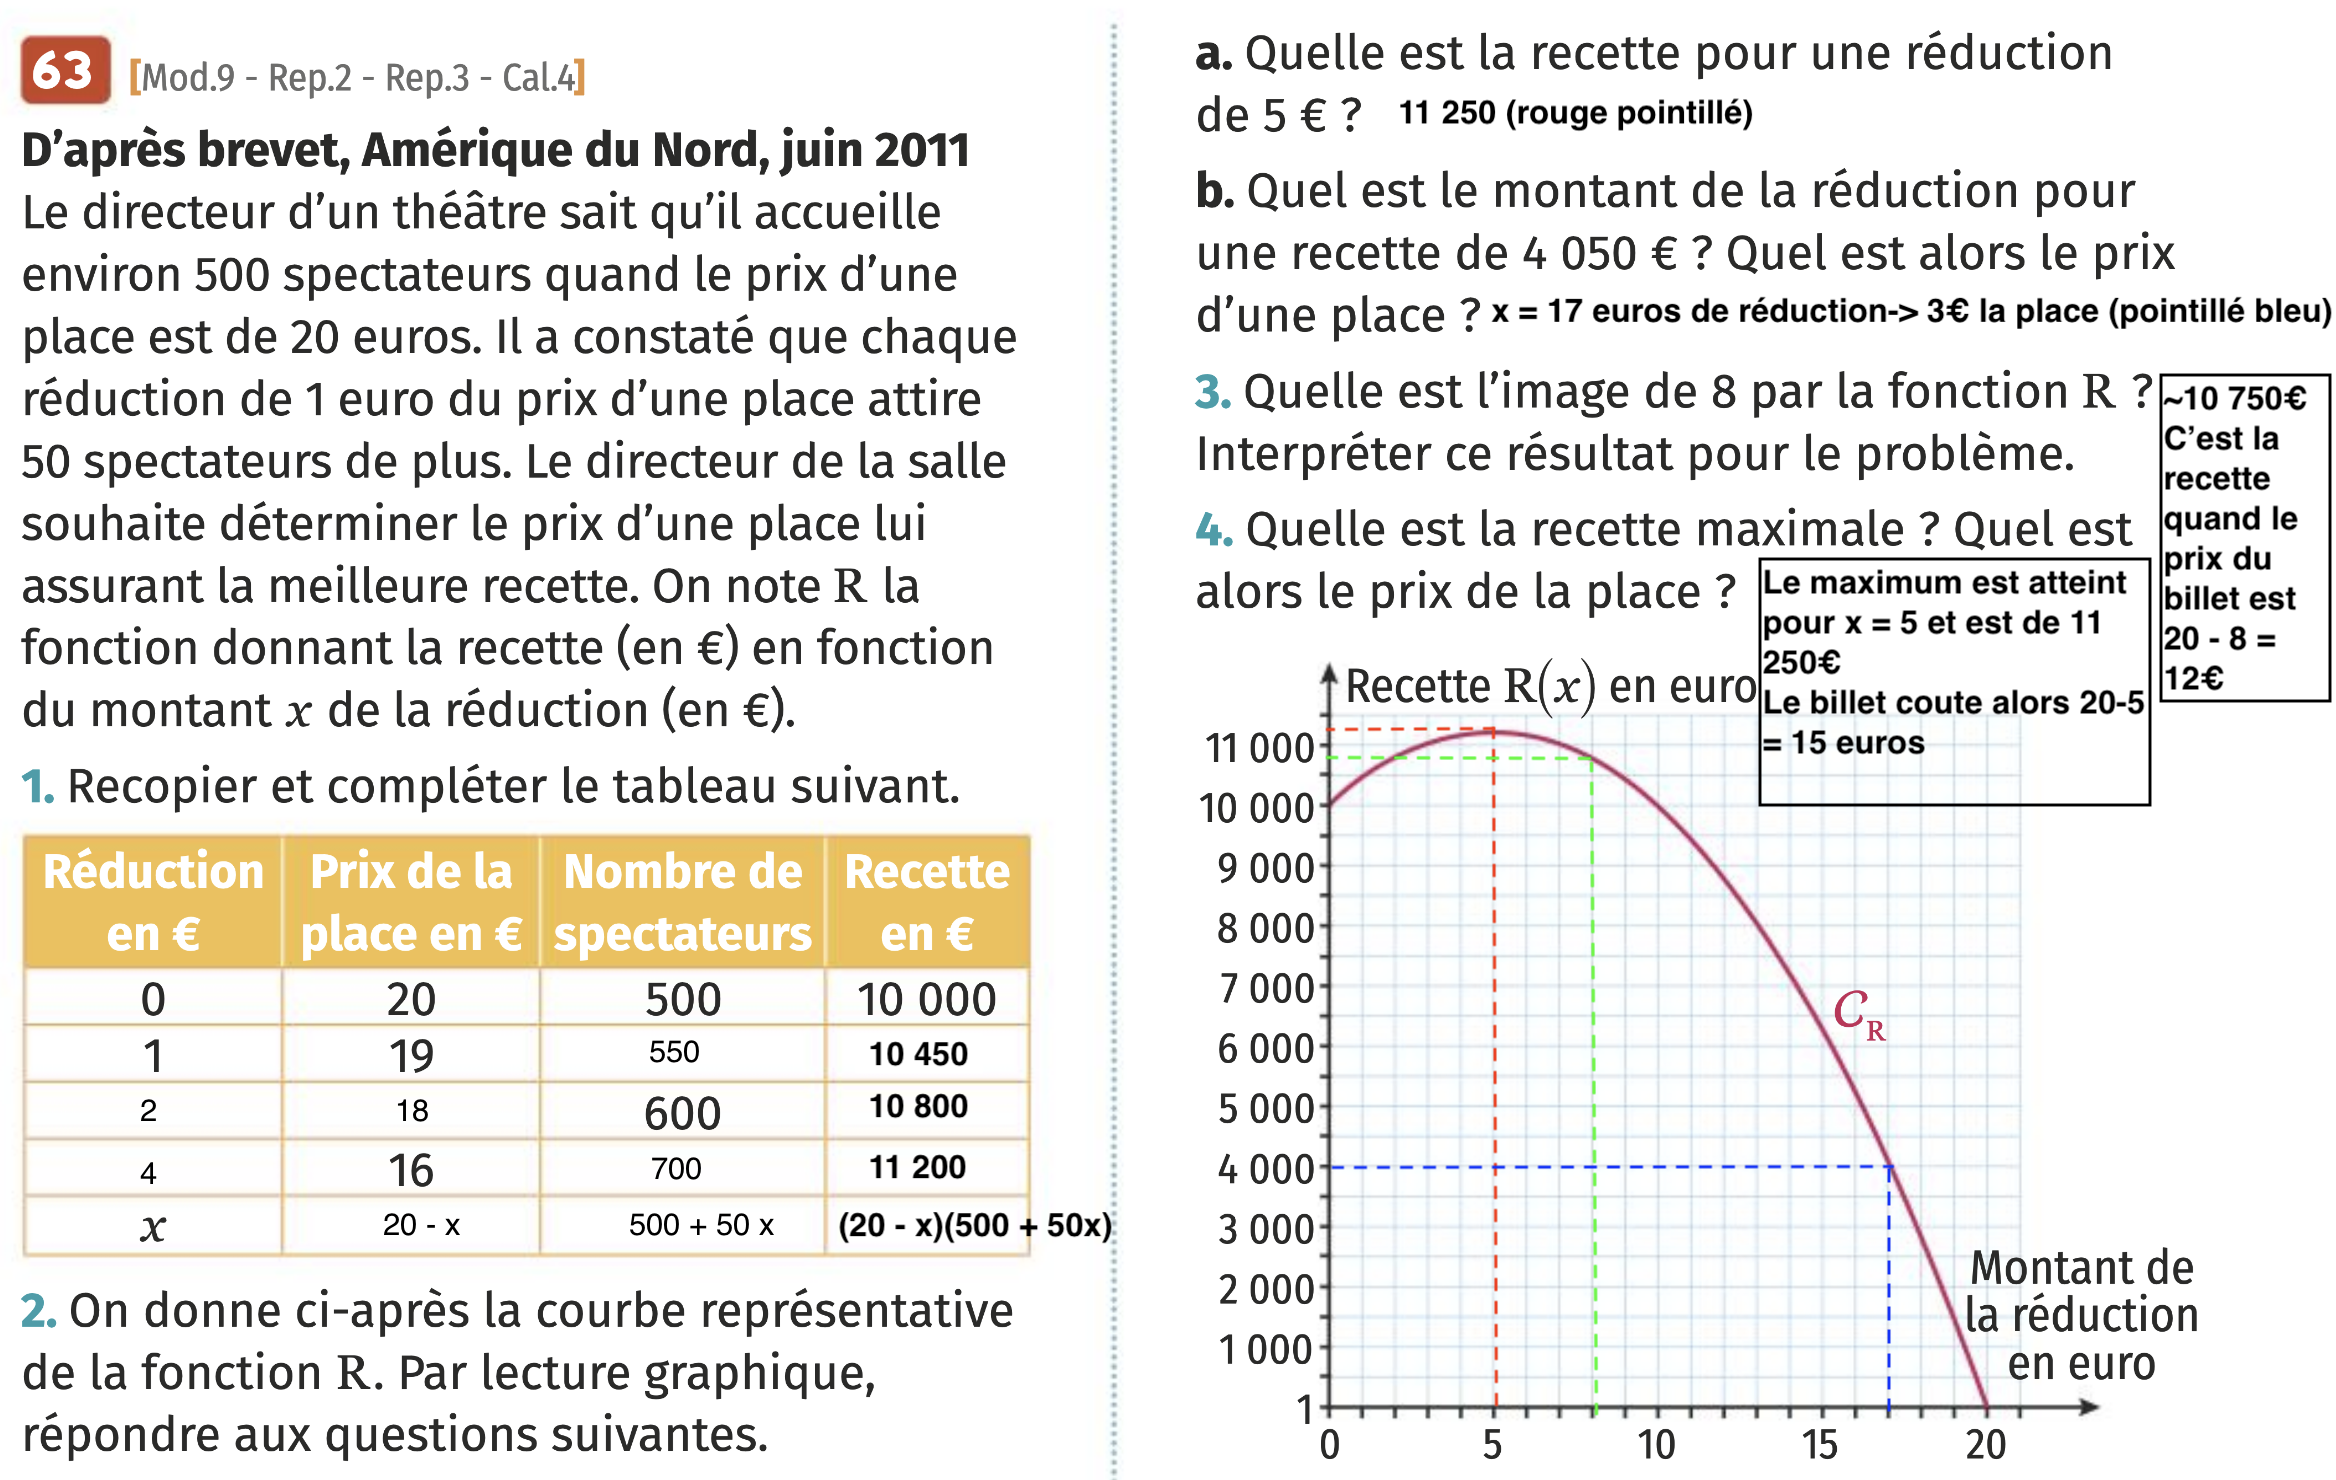 63 [Mod.9 - Rep.2 - Rep.3 - Cal.4]
D'après brevet, Amérique du Nord, juin 2011
Le directeur d'un théâtre sait qu'il accueille
environ 500 spectateurs quand le prix d'une
place est de 20 euros. Il a constaté que chaque
réduction de 1 euro du prix d'une place attire
50 spectateurs de plus. Le directeur de la salle
souhaite déterminer le prix d'une place lui
assurant la meilleure recette. On note R la
fonction donnant la recette (en €) en fonction
du montant x de la réduction (en €).
1. Recopier et compléter le tableau suivant.
Réduction en € Prix de la place en € Nombre de spectateurs Recette en €
0 20 500 10 000
1 19 550 10 450
2 18 600 10 800
4 16 700 11 200
x 20 - x 500 + 50 x (20 - x)(500 + 50x)
2. On donne ci-après la courbe représentative
de la fonction R. Par lecture graphique,
répondre aux questions suivantes.
a. Quelle est la recette pour une réduction
de 5 € ? 11 250 (rouge pointillé)
b. Quel est le montant de la réduction pour
une recette de 4 050 € ? Quel est alors le prix
d'une place ? x = 17 euros de réduction-> 3€ la place (pointillé bleu)
3. Quelle est l'image de 8 par la fonction R ?
Interpréter ce résultat pour le problème.
~10 750€
C'est la
recette
quand le
prix du
billet est
20 - 8 =
12€
4. Quelle est la recette maximale ? Quel est
alors le prix de la place ?
Le maximum est atteint
pour x = 5 et est de 11
250€
Le billet coute alors 20-5
= 15 euros
Recette R(x) en euro
11 000
10 000
9 000
8 000
7 000
6 000
5 000
4 000
3 000
2 000
1 000
1
C R
Montant de
la réduction
en euro
0 5 10 15 20